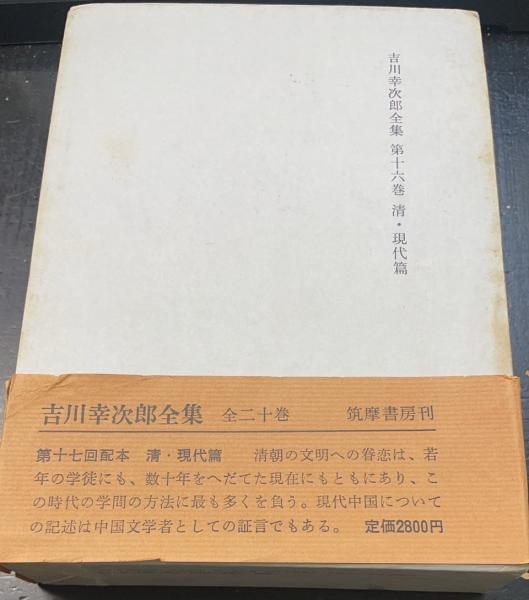 吉川幸次郎全集 第十六巻 清・現代篇
吉川幸次郎全集 全二十巻 筑摩書房刊
第十七回配本 清・現代篇 清朝の文明への眷恋は、若
年の学徒にも、数十年をへだてた現在にもともにあり、こ
の時代の学問の方法に最も多くを負う。現代中国について
の記述は中国文学者としての証言でもある。 定価2800円